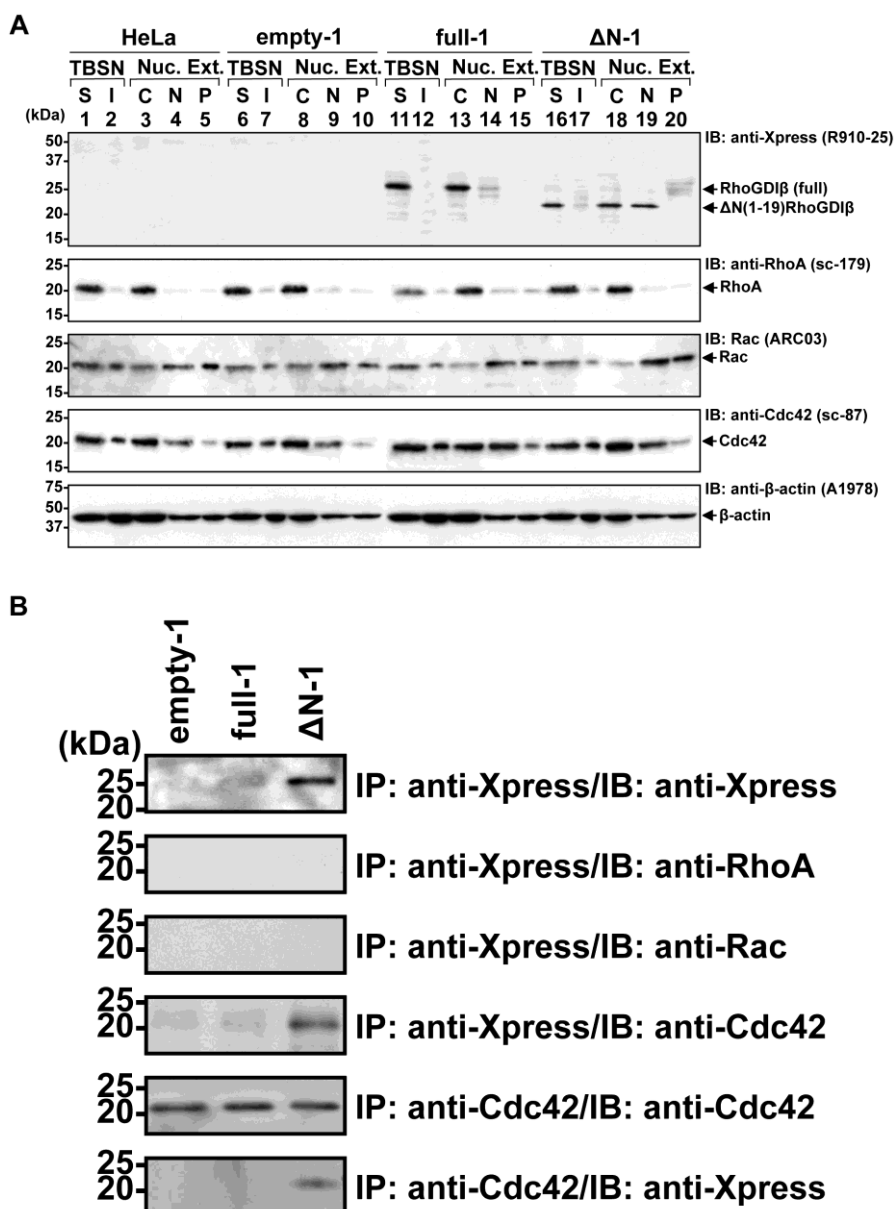 A
HeLa empty-1 full-1 ΔN-1
TBSN Nuc. Ext. TBSN Nuc. Ext. TBSN Nuc. Ext. TBSN Nuc. Ext.
S I C N P S I C N P S I C N P S I C N P
(kDa) 1 2 3 4 5 6 7 8 9 10 11 12 13 14 15 16 17 18 19 20
50 IB: anti-Xpress (R910-25)
37
25 RhoGDIβ (full)
20 ΔN(1-19)RhoGDIβ
15
25 IB: anti-RhoA (sc-179)
20 RhoA
15
25 IB: Rac (ARC03)
20 Rac
15
25 IB: anti-Cdc42 (sc-87)
20 Cdc42
15
75 IB: anti-β-actin (A1978)
50 β-actin
37
B
empty-1 full-1 ΔN-1
(kDa)
25 IP: anti-Xpress/IB: anti-Xpress
20
25
20 IP: anti-Xpress/IB: anti-RhoA
25
20 IP: anti-Xpress/IB: anti-Rac
25
20 IP: anti-Xpress/IB: anti-Cdc42
25
20 IP: anti-Cdc42/IB: anti-Cdc42
25
20 IP: anti-Cdc42/IB: anti-Xpress